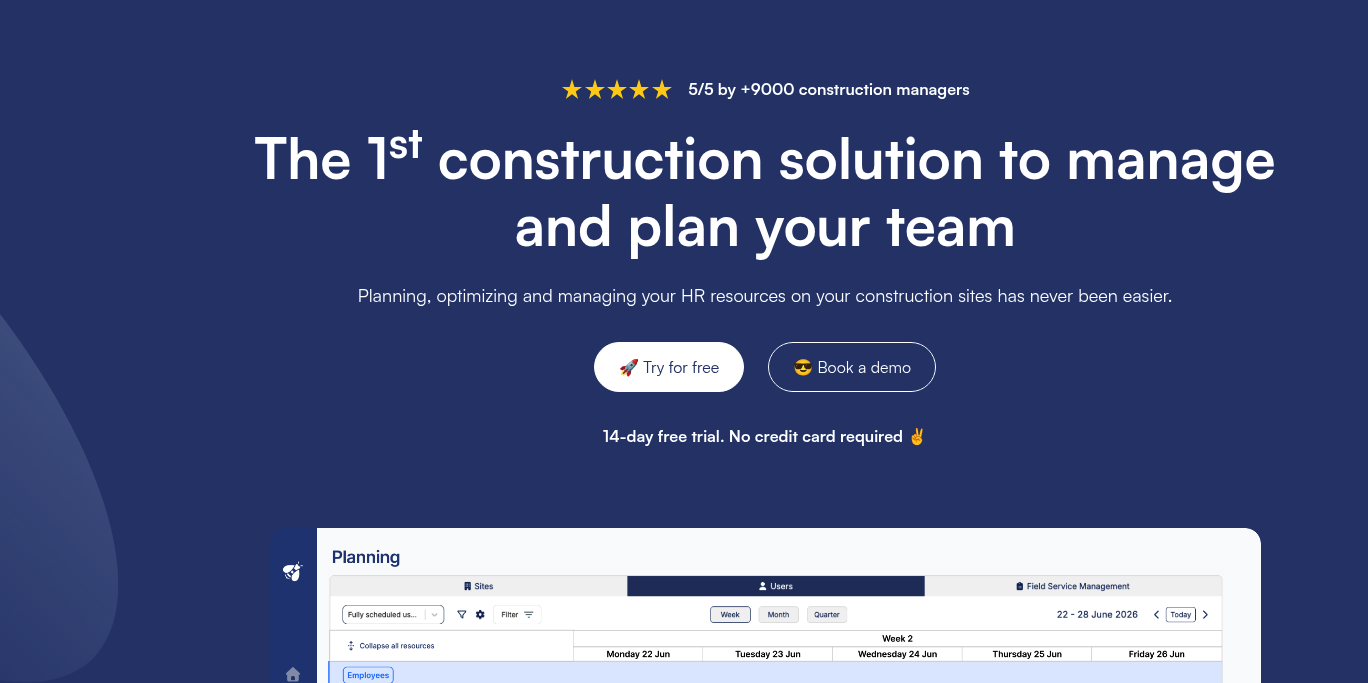 ★★★★★ 5/5 by +9000 construction managers
The 1st construction solution to manage
and plan your team
Planning, optimizing and managing your HR resources on your construction sites has never been easier.
🚀 Try for free 😎 Book a demo
14-day free trial. No credit card required ✌️
Planning
Sites Users Field Service Management
Fully scheduled us... Filter Week Month Quarter 22 - 28 June 2026 Today
Week 2
Collapse all resources
Monday 22 Jun Tuesday 23 Jun Wednesday 24 Jun Thursday 25 Jun Friday 26 Jun
Employees